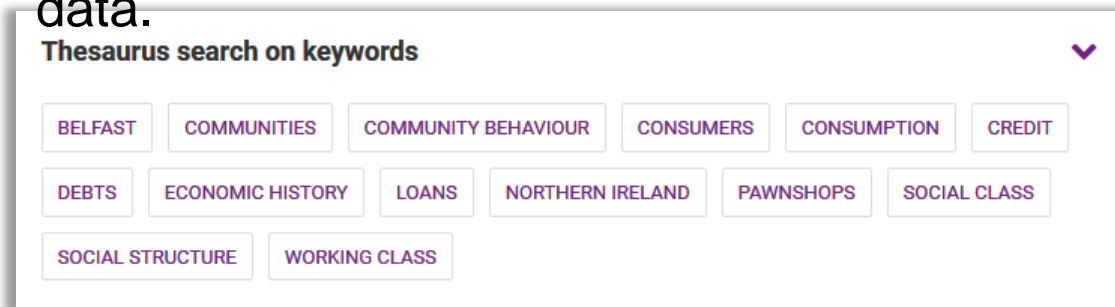 data.
Thesaurus search on keywords
BELFAST COMMUNITIES COMMUNITY BEHAVIOUR CONSUMERS CONSUMPTION CREDIT
DEBTS ECONOMIC HISTORY LOANS NORTHERN IRELAND PAWNSHOPS SOCIAL CLASS
SOCIAL STRUCTURE WORKING CLASS